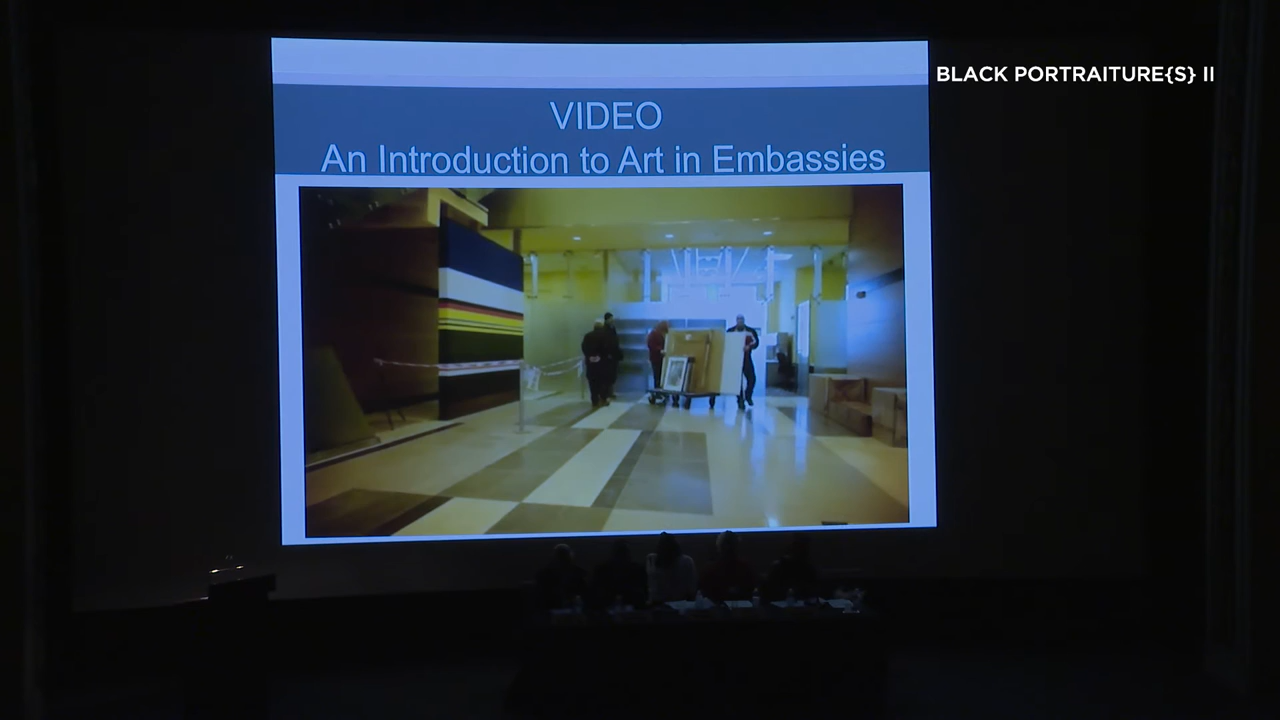 BLACK PORTRAITURE{S} II
VIDEO
An Introduction to Art in Embassies